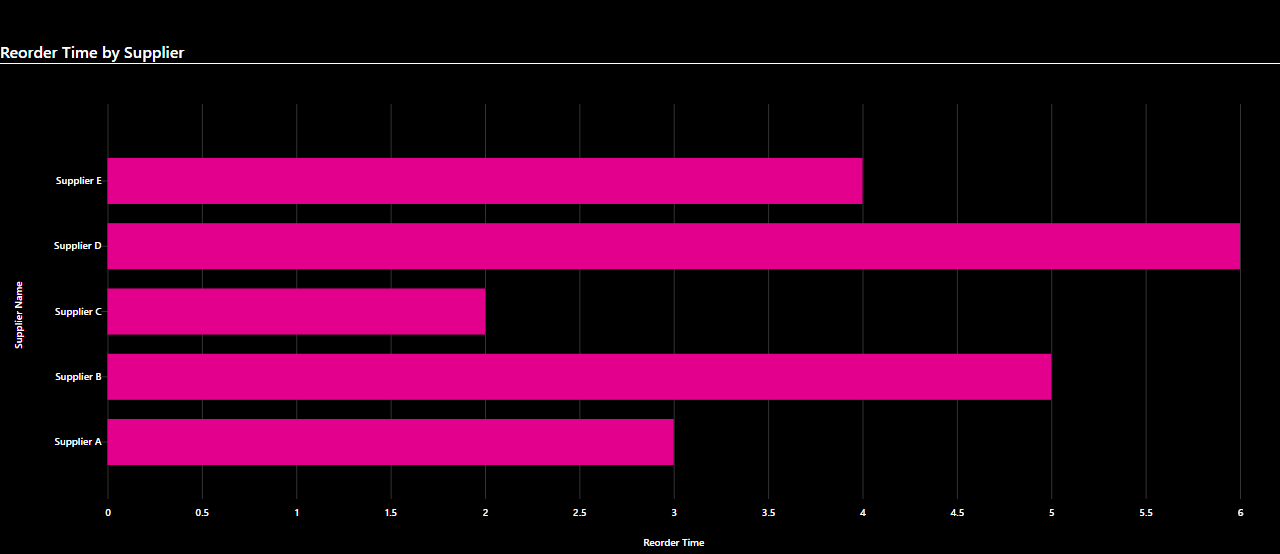 Reorder Time by Supplier
Supplier E
Supplier D
Supplier C
Supplier B
Supplier A
Supplier Name
0 0.5 1 1.5 2 2.5 3 3.5 4 4.5 5 5.5 6
Reorder Time